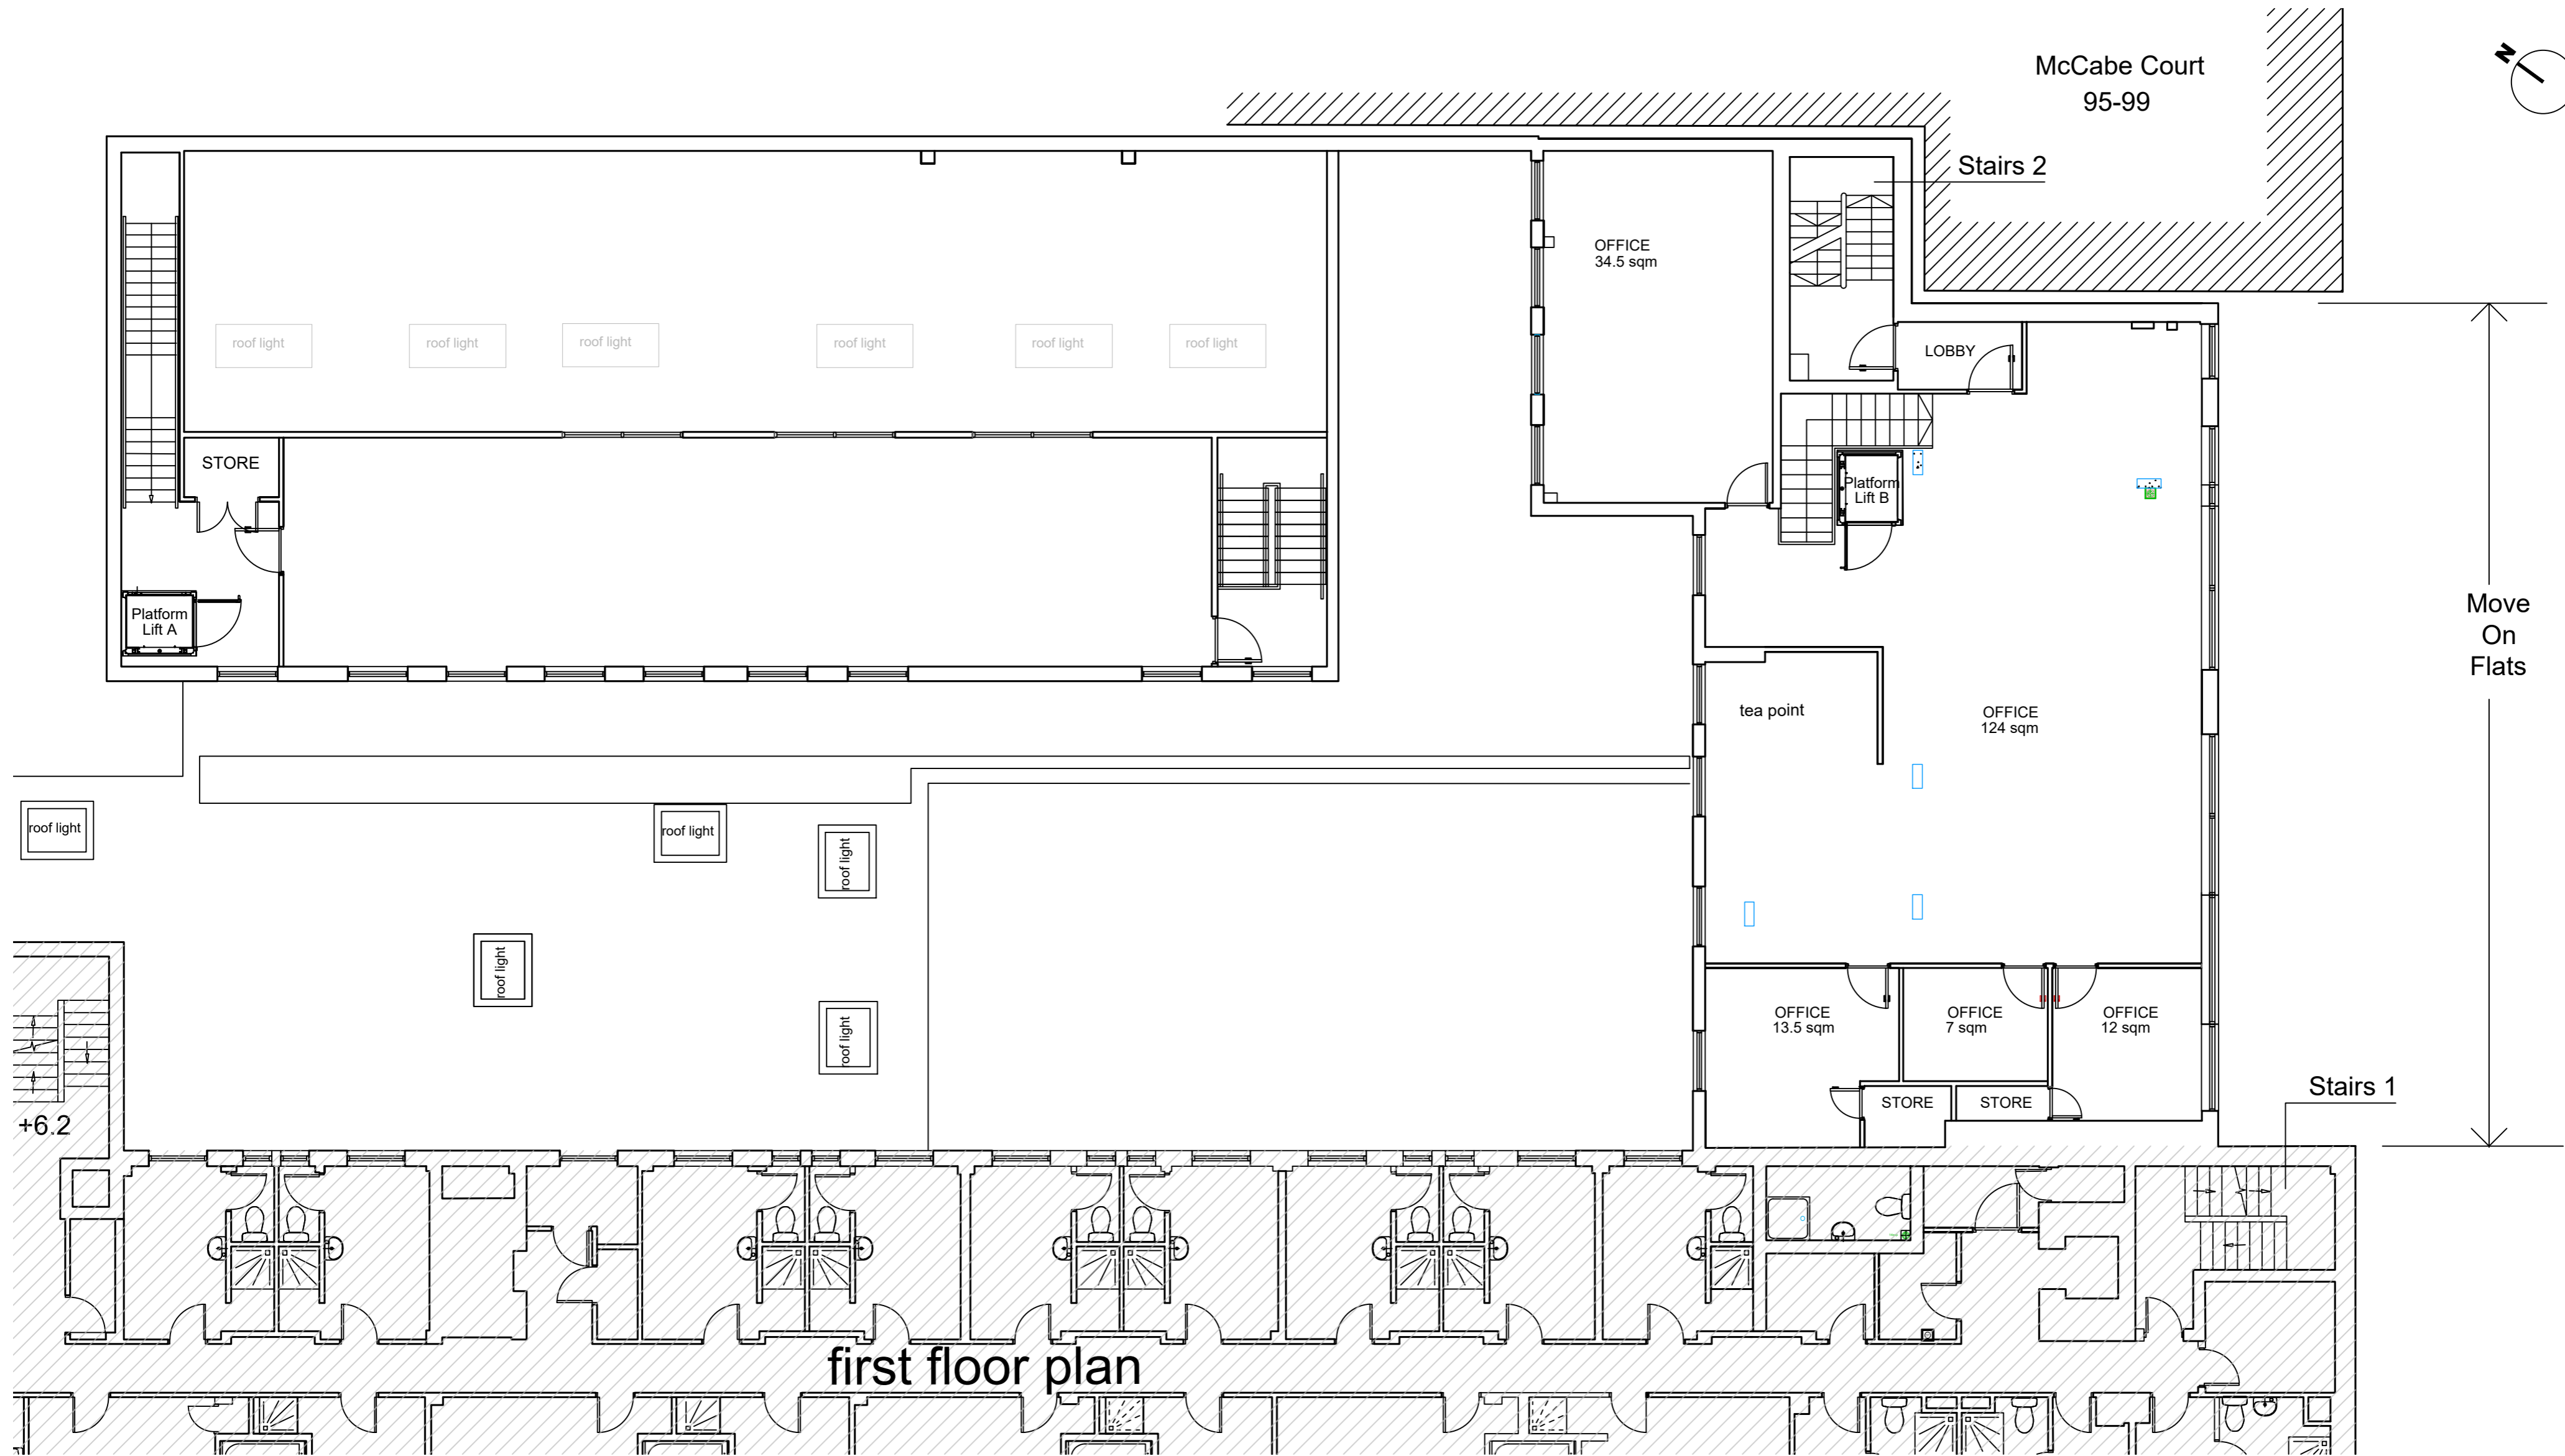 N
McCabe Court
95-99
Stairs 2
OFFICE
34.5 sqm
roof light
roof light
roof light
roof light
roof light
roof light
LOBBY
STORE
Platform
Lift B
Platform
Lift A
Move
On
Flats
tea point
OFFICE
124 sqm
roof light
roof light
roof light
roof light
roof light
OFFICE
13.5 sqm
OFFICE
7 sqm
OFFICE
12 sqm
STORE
STORE
Stairs 1
+6.2
first floor plan